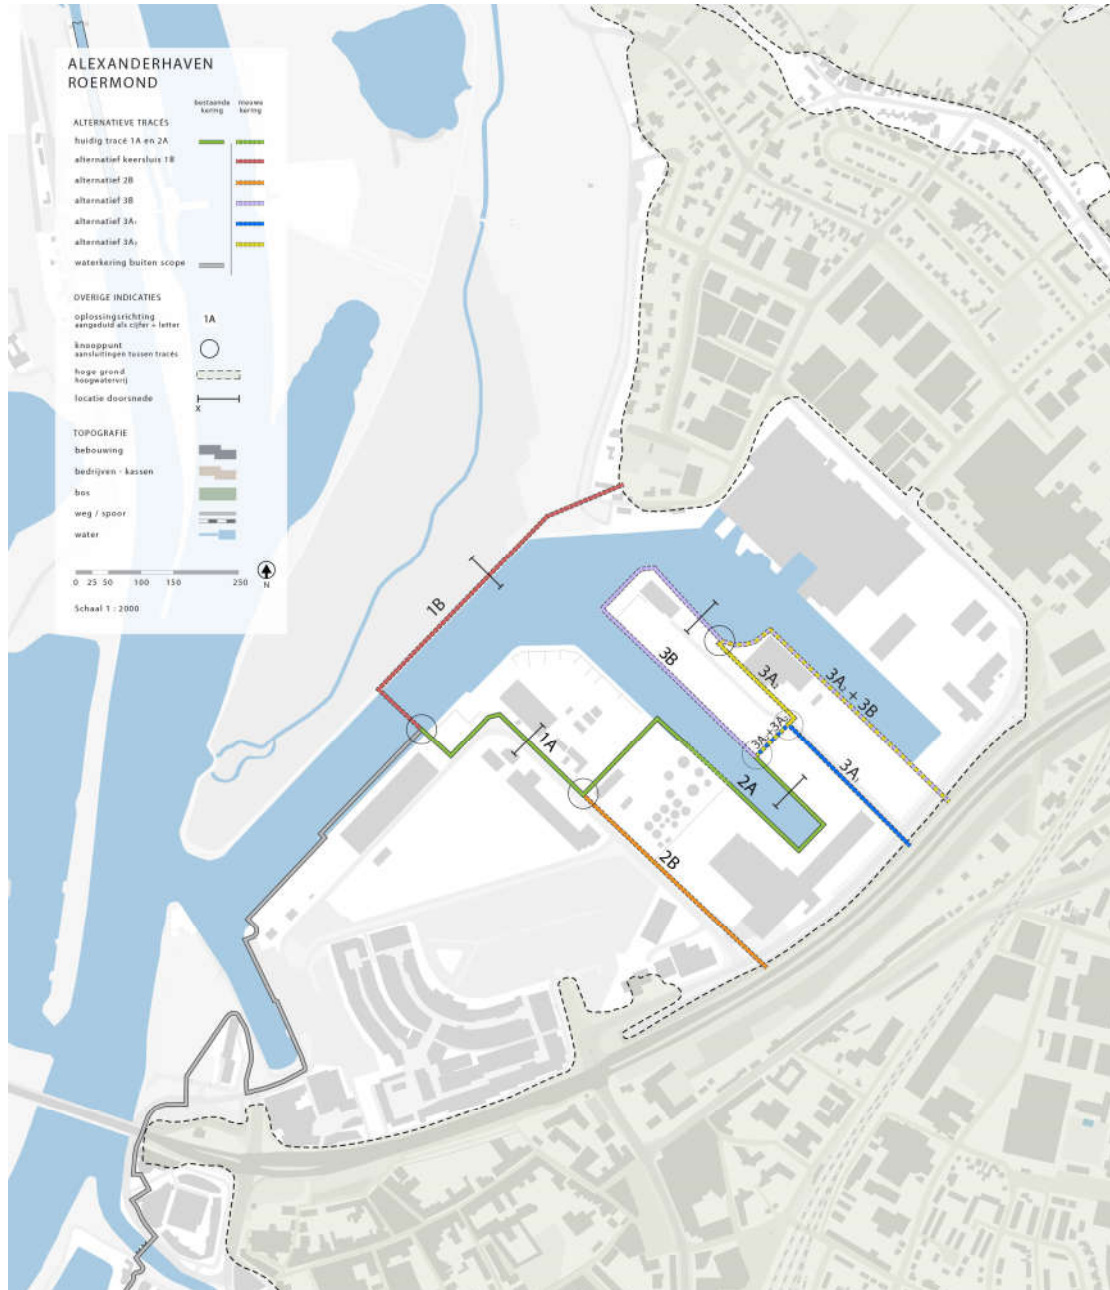 ALEXANDERHAVEN
ROERMOND
bestaande nieuwe
kering kering
ALTERNATIEVE TRACÉS
huidig tracé 1A en 2A
alternatief keersluis 1B
alternatief 2B
alternatief 3B
alternatief 3A₁
alternatief 3A₂
waterkering buiten scope
OVERIGE INDICATIES
oplossingsrichting 1A
aangeduid als cijfer + letter
knooppunt
aansluitingen tussen tracés
hoge grond
hoogwatervrij
locatie doorsnede
X
TOPOGRAFIE
bebouwing
bedrijven - kassen
bos
weg / spoor
water
0 25 50 100 150 250 N
Schaal 1 : 2000
1B
3B
3A₂
3A₂ + 3B
3A₁+3A₂
1A
2A
3A₁
2B